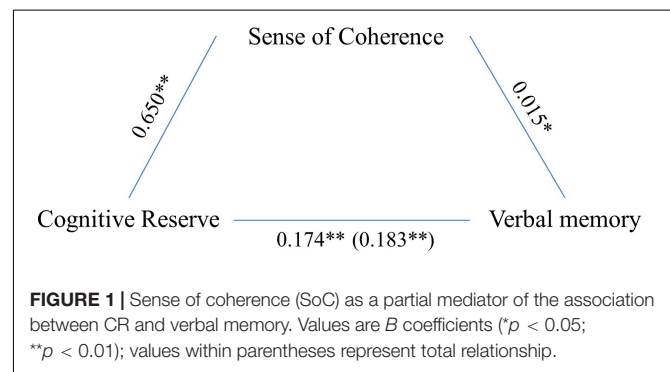 Sense of Coherence
0.650**
0.015*
Cognitive Reserve
Verbal memory
0.174** (0.183**)
FIGURE 1 | Sense of coherence (SoC) as a partial mediator of the association
between CR and verbal memory. Values are B coefficients (*p < 0.05;
**p < 0.01); values within parentheses represent total relationship.